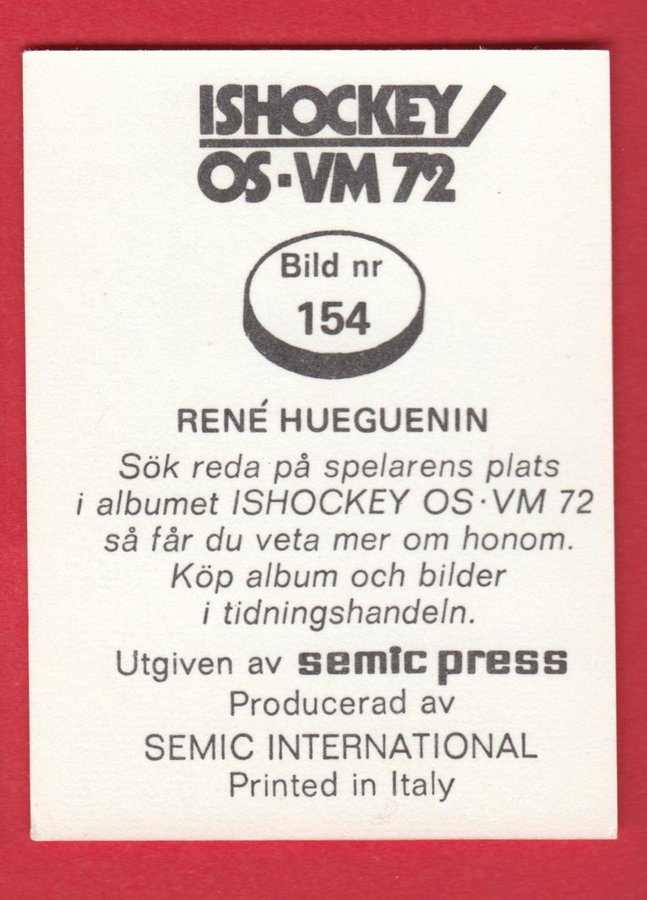 ISHOCKEY
OS·VM 72
Bild nr
154
RENÉ HUEGUENIN
Sök reda på spelarens plats
i albumet ISHOCKEY OS·VM 72
så får du veta mer om honom.
Köp album och bilder
i tidningshandeln.
Utgiven av semic press
Producerad av
SEMIC INTERNATIONAL
Printed in Italy